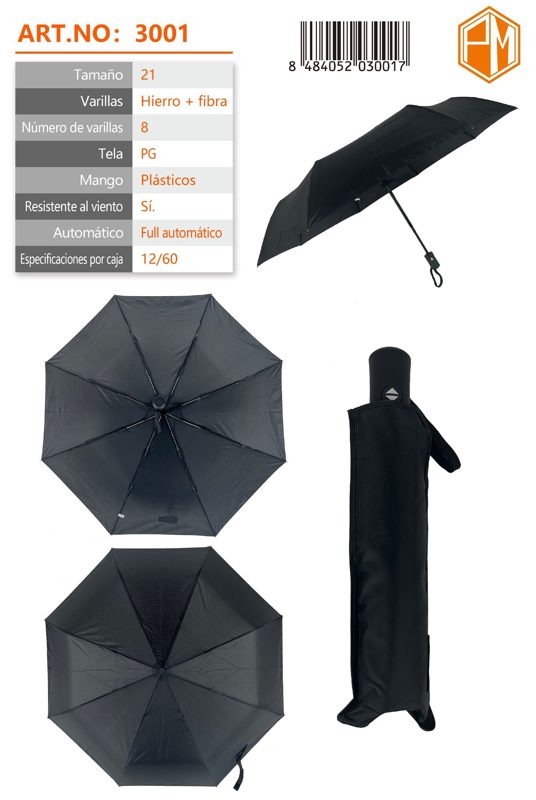 ART.NO: 3001
8 484052 030017
PM
Tamaño 21
Varillas Hierro + fibra
Número de varillas 8
Tela PG
Mango Plásticos
Resistente al viento Sí.
Automático Full automático
Especificaciones por caja 12/60